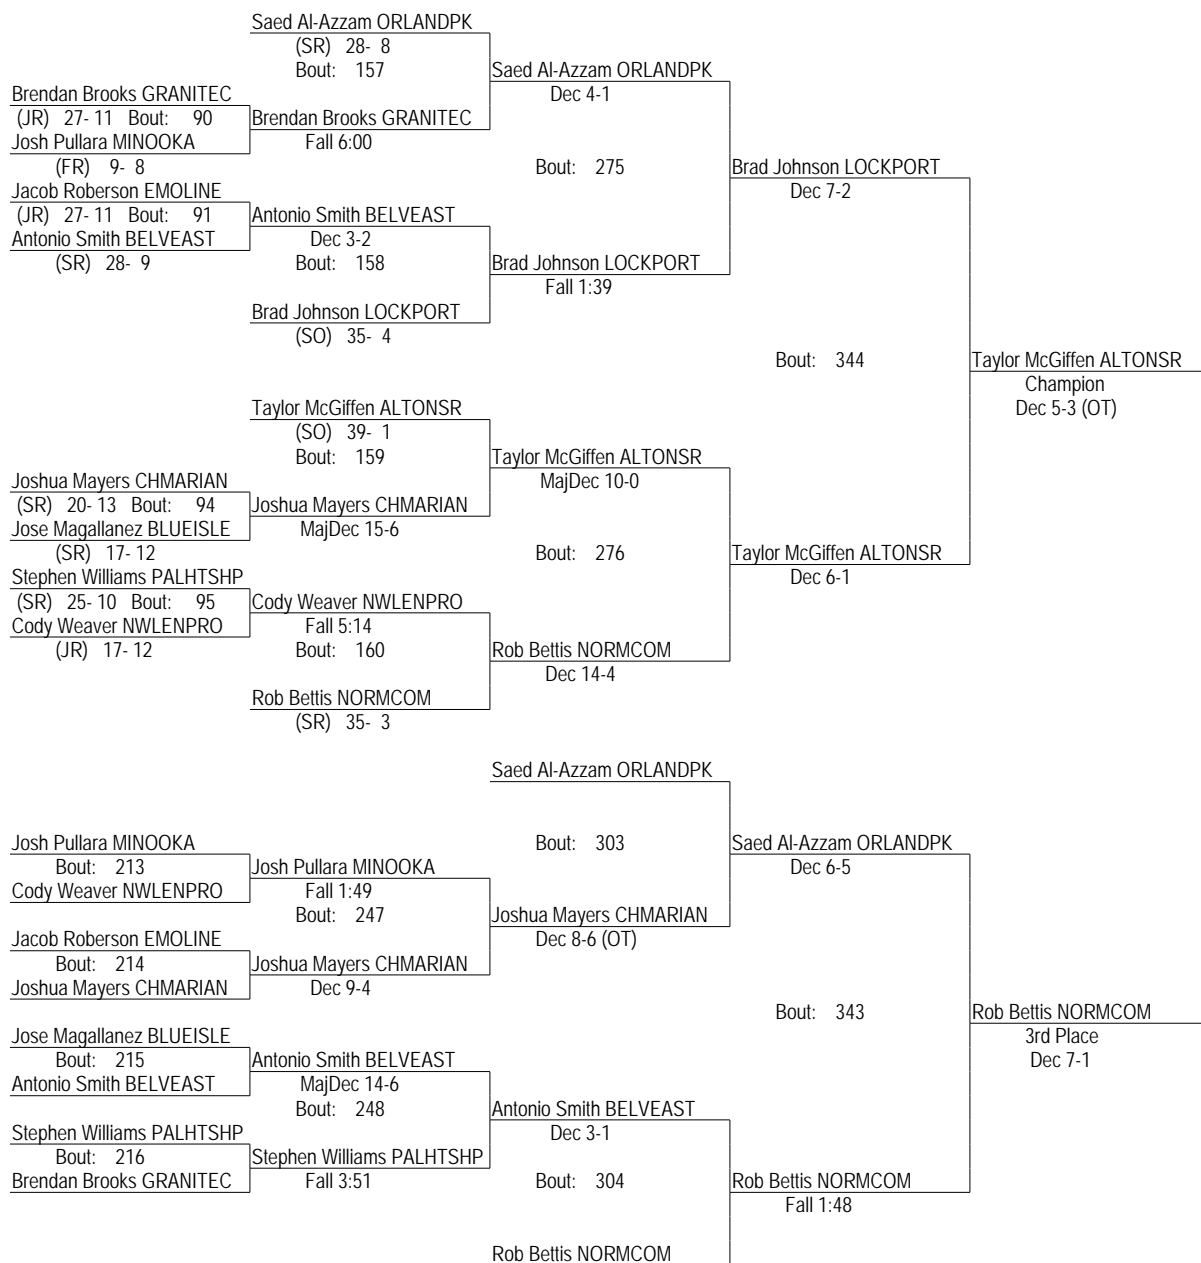 Saed Al-Azzam ORLANDPK
(SR) 28- 8
Bout: 157
Saed Al-Azzam ORLANDPK
Dec 4-1
Brendan Brooks GRANITEC
(JR) 27- 11 Bout: 90
Brendan Brooks GRANITEC
Josh Pullara MINOOKA
Fall 6:00
(FR) 9- 8
Bout: 275
Brad Johnson LOCKPORT
Dec 7-2
Jacob Roberson EMOLINE
(JR) 27- 11 Bout: 91
Antonio Smith BELVEAST
Antonio Smith BELVEAST
Dec 3-2
(SR) 28- 9
Bout: 158
Brad Johnson LOCKPORT
Fall 1:39
Brad Johnson LOCKPORT
(SO) 35- 4
Bout: 344
Taylor McGiffen ALTONSR
Champion
Dec 5-3 (OT)
Taylor McGiffen ALTONSR
(SO) 39- 1
Bout: 159
Taylor McGiffen ALTONSR
MajDec 10-0
Joshua Mayers CHMARIAN
(SR) 20- 13 Bout: 94
Joshua Mayers CHMARIAN
Jose Magallanez BLUEISLE
MajDec 15-6
(SR) 17- 12
Bout: 276
Taylor McGiffen ALTONSR
Dec 6-1
Stephen Williams PALHTSHP
(SR) 25- 10 Bout: 95
Cody Weaver NWLENPRO
Cody Weaver NWLENPRO
Fall 5:14
(JR) 17- 12
Bout: 160
Rob Bettis NORMCOM
Dec 14-4
Rob Bettis NORMCOM
(SR) 35- 3
Saed Al-Azzam ORLANDPK
Bout: 303
Saed Al-Azzam ORLANDPK
Dec 6-5
Josh Pullara MINOOKA
Bout: 213
Josh Pullara MINOOKA
Cody Weaver NWLENPRO
Fall 1:49
Bout: 247
Joshua Mayers CHMARIAN
Dec 8-6 (OT)
Jacob Roberson EMOLINE
Bout: 214
Joshua Mayers CHMARIAN
Joshua Mayers CHMARIAN
Dec 9-4
Bout: 343
Rob Bettis NORMCOM
3rd Place
Dec 7-1
Jose Magallanez BLUEISLE
Bout: 215
Antonio Smith BELVEAST
Antonio Smith BELVEAST
MajDec 14-6
Bout: 248
Antonio Smith BELVEAST
Dec 3-1
Stephen Williams PALHTSHP
Bout: 216
Stephen Williams PALHTSHP
Brendan Brooks GRANITEC
Fall 3:51
Bout: 304
Rob Bettis NORMCOM
Fall 1:48
Rob Bettis NORMCOM